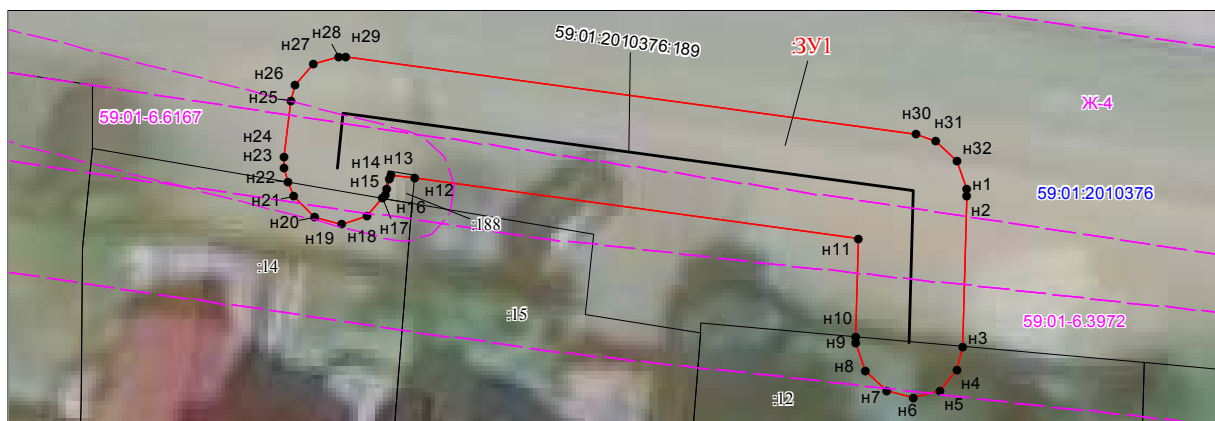 н28
н29
59:01:2010376:189
:ЗУ1
н27
н26
н25
59:01-6.6167
Ж-4
н30
н31
н24
н23
н22
н21
н20
н19
н14
н13
н15
н12
н16
н17
н18
:188
н32
н1
н2
59:01:2010376
н11
:14
:15
59:01-6.3972
н10
н9
н8
н7
н6
н5
н4
н3
:12